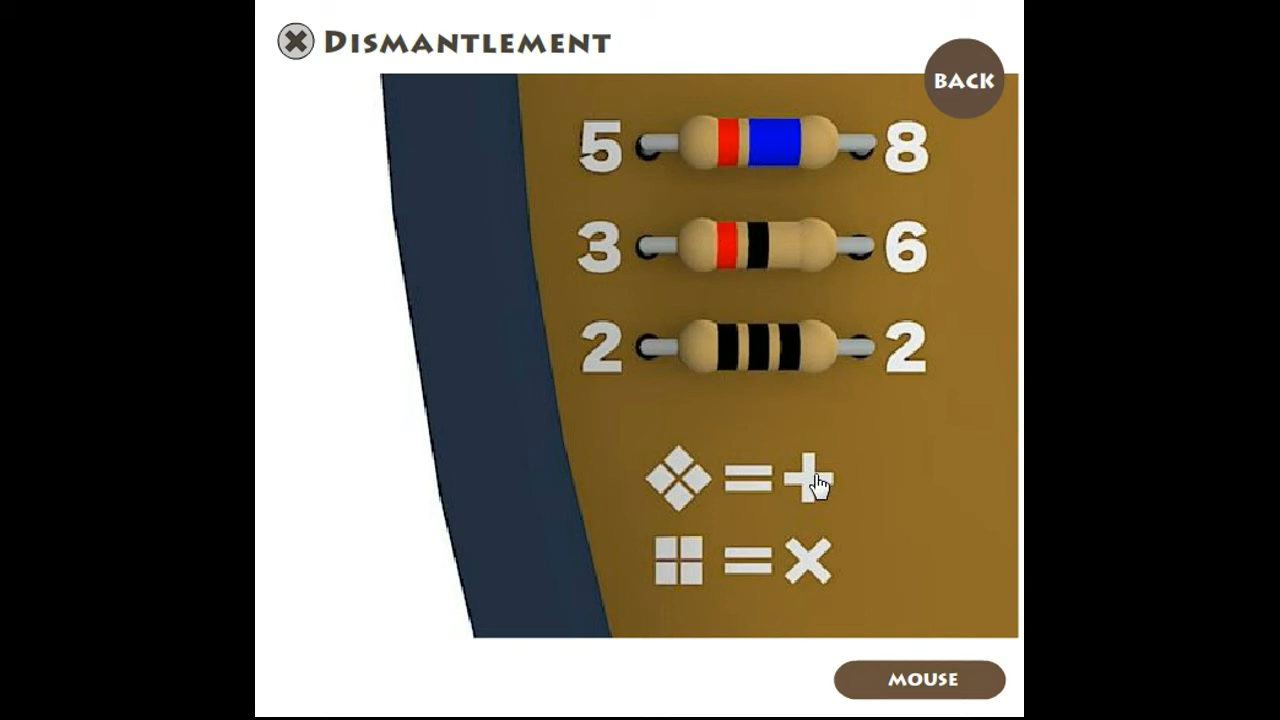 DISMANTLEMENT
BACK
5 8
3 6
2 2
❖ = +
⊞ = ×
MOUSE